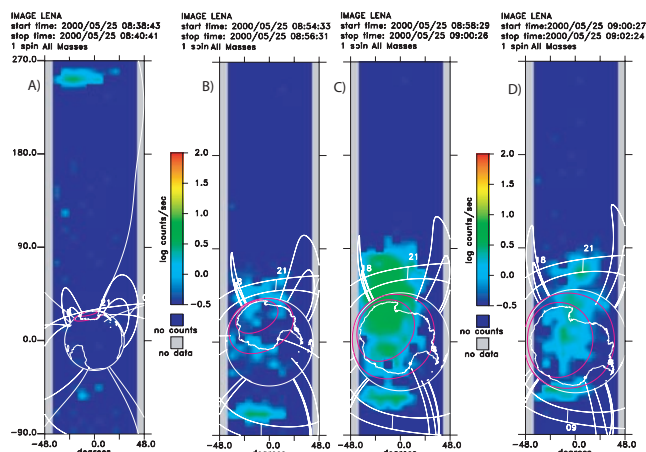 IMAGE LENA
start time: 2000/05/25 08:38:43
stop time: 2000/05/25 08:40:41
1 spin All Masses
IMAGE LENA
start time: 2000/05/25 08:54:33
stop time: 2000/05/25 08:56:31
1 spin All Masses
IMAGE LENA
start time: 2000/05/25 08:58:29
stop time: 2000/05/25 09:00:26
1 spin All Masses
IMAGE LENA
start time:2000/05/25 09:00:27
stop time:2000/05/25 09:02:24
1 spin All Masses
A)
B)
C)
D)
270.0
180.0
90.0
0.0
-90.0
2.0
1.5
1.0
0.5
0.0
-0.5
log counts/sec
no counts
no data
2.0
1.5
1.0
0.5
0.0
-0.5
log counts/sec
no counts
no data
21
18
21
18
21
21
09
-48.0 0.0 48.0
degrees
-48.0 0.0 48.0
degrees
-48.0 0.0 48.0
degrees
-48.0 0.0 48.0
degrees